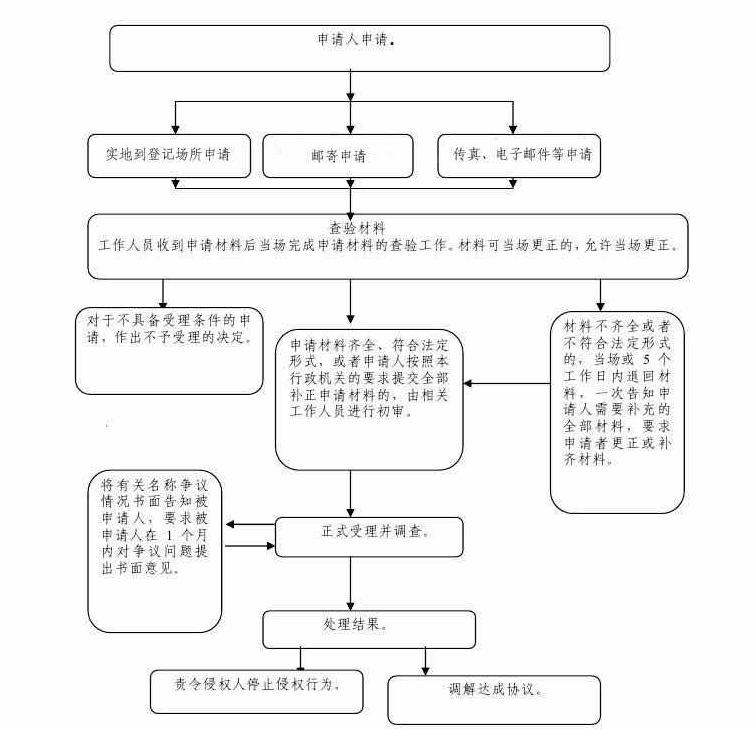 申请人申请。
实地到登记场所申请
邮寄申请
传真、电子邮件等申请
查验材料
工作人员收到申请材料后当场完成申请材料的查验工作。材料可当场更正的，允许当场更正。
对于不具备受理条件的申
请，作出不予受理的决定。
申请材料齐全、符合法定
形式，或者申请人按照本
行政机关的要求提交全部
补正申请材料的，由相关
工作人员进行初审。
材料不齐全或者
不符合法定形式
的，当场或 5 个
工作日内退回材
料，一次告知申
请人需要补充的
全部材料，要求
申请者更正或补
齐材料。
将有关名称争议
情况书面告知被
申请人，要求被
申请人在 1 个月
内对争议问题提
出书面意见。
正式受理并调查。
处理结果。
责令侵权人停止侵权行为。
调解达成协议。